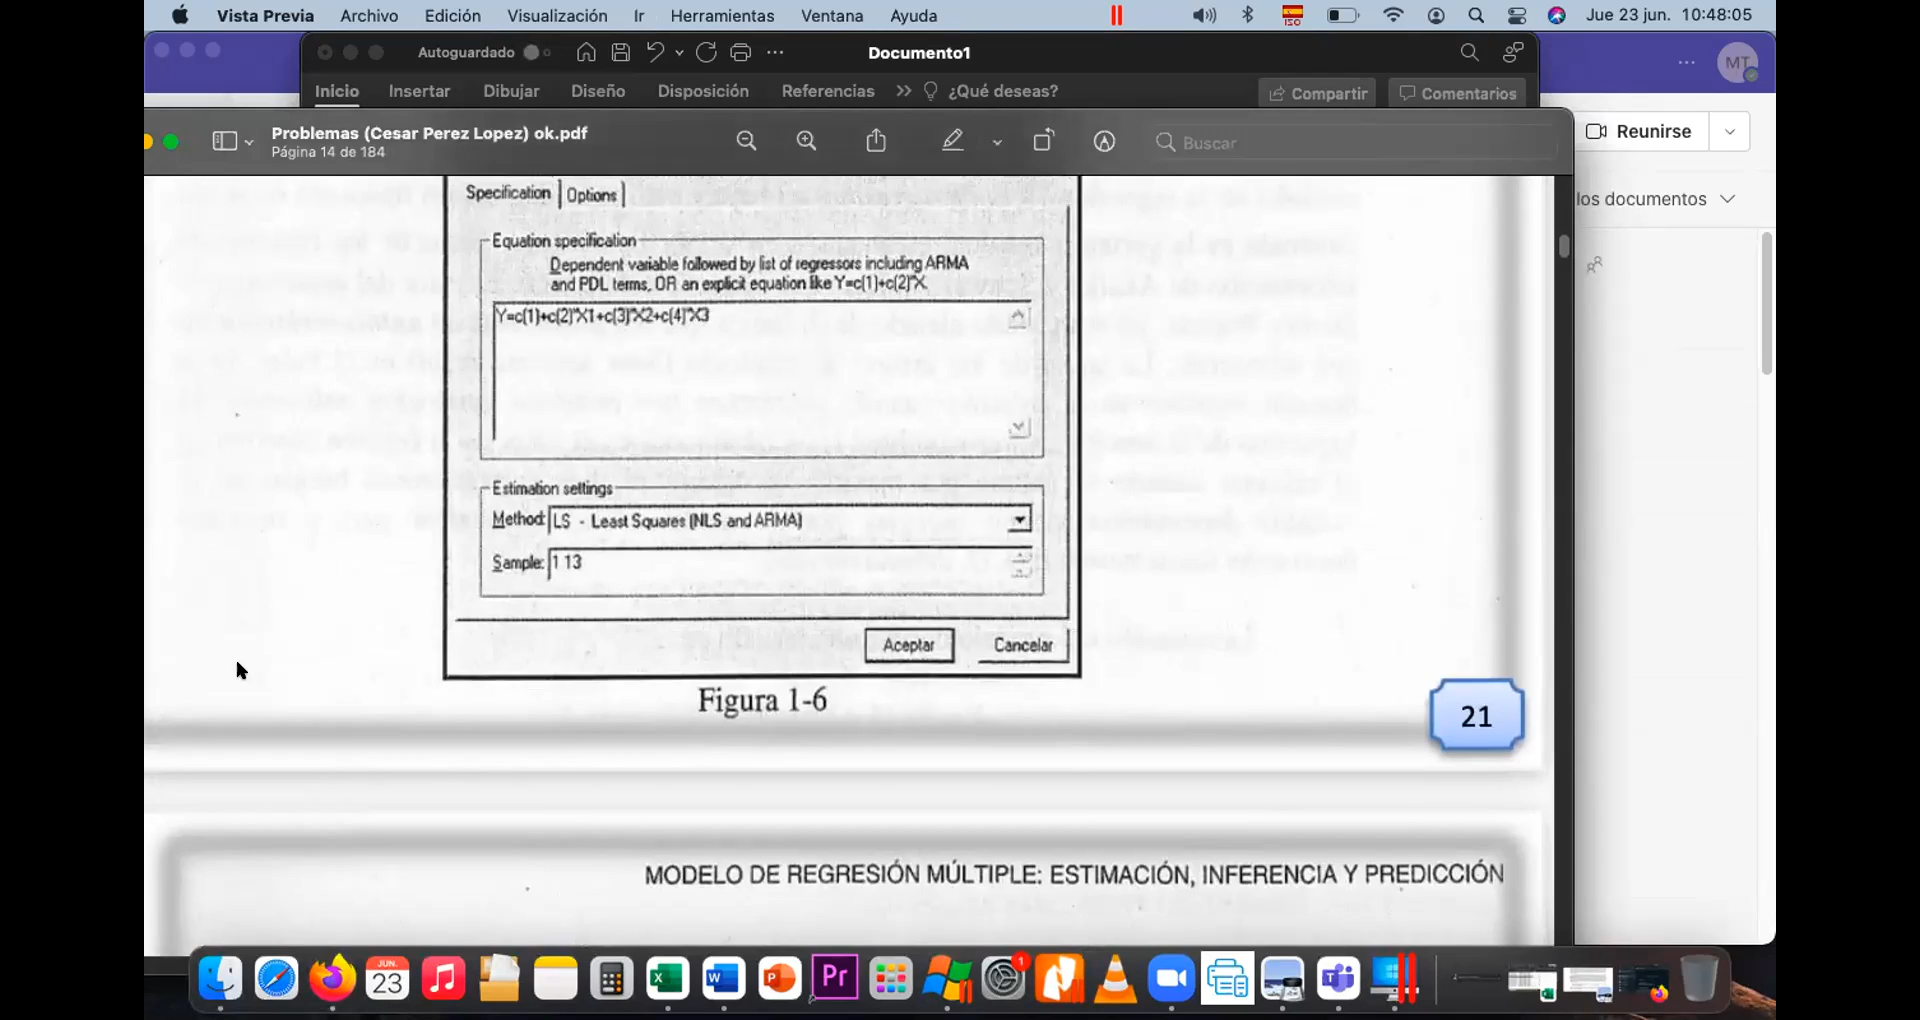 Vista Previa Archivo Edición Visualización Ir Herramientas Ventana Ayuda ISO Jue 23 jun. 10:48:05
Autoguardado Documento1
MT
Inicio Insertar Dibujar Diseño Disposición Referencias ¿Qué deseas? Compartir Comentarios
Problemas (Cesar Perez Lopez) ok.pdf
Página 14 de 184
Buscar
Reunirse
los documentos
Specification Options
Equation specification
Dependent variable followed by list of regressors including ARMA
and PDL terms, OR an explicit equation like Y=c(1)+c(2)*X.
Y=c(1)+c(2)*X1+c(3)*X2+c(4)*X3
Estimation settings
Method: LS - Least Squares (NLS and ARMA)
Sample: 1 13
Aceptar Cancelar
Figura 1-6
21
MODELO DE REGRESIÓN MÚLTIPLE: ESTIMACIÓN, INFERENCIA Y PREDICCIÓN
JUN. 23
Pr
1